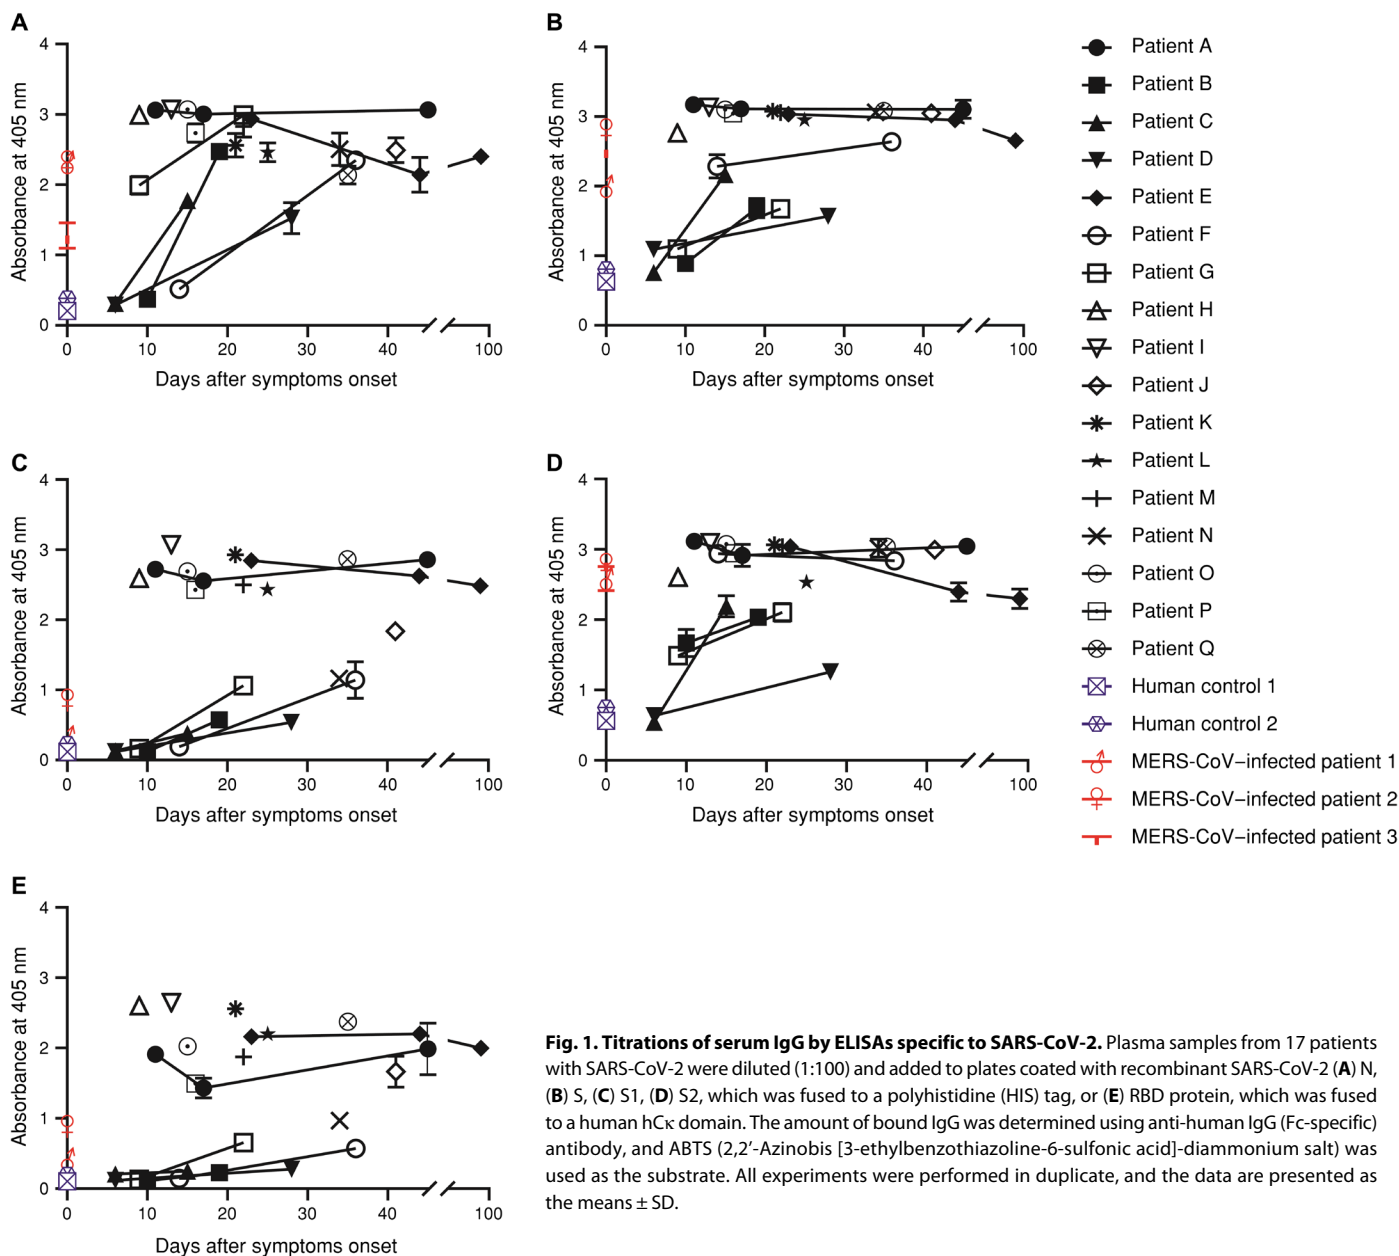 A
4
3
2
1
0
Absorbance at 405 nm
0 10 20 30 40 100
Days after symptoms onset
B
4
3
2
1
0
Absorbance at 405 nm
0 10 20 30 40 100
Days after symptoms onset
Patient A
Patient B
Patient C
Patient D
Patient E
Patient F
Patient G
Patient H
Patient I
Patient J
Patient K
Patient L
Patient M
Patient N
Patient O
Patient P
Patient Q
Human control 1
Human control 2
MERS-CoV–infected patient 1
MERS-CoV–infected patient 2
MERS-CoV–infected patient 3
C
4
3
2
1
0
Absorbance at 405 nm
0 10 20 30 40 100
Days after symptoms onset
D
4
3
2
1
0
Absorbance at 405 nm
0 10 20 30 40 100
Days after symptoms onset
E
4
3
2
1
0
Absorbance at 405 nm
0 10 20 30 40 100
Days after symptoms onset
Fig. 1. Titrations of serum IgG by ELISAs specific to SARS-CoV-2. Plasma samples from 17 patients
with SARS-CoV-2 were diluted (1:100) and added to plates coated with recombinant SARS-CoV-2 (A) N,
(B) S, (C) S1, (D) S2, which was fused to a polyhistidine (HIS) tag, or (E) RBD protein, which was fused
to a human hCκ domain. The amount of bound IgG was determined using anti-human IgG (Fc-specific)
antibody, and ABTS (2,2′-Azinobis [3-ethylbenzothiazoline-6-sulfonic acid]-diammonium salt) was
used as the substrate. All experiments were performed in duplicate, and the data are presented as
the means ± SD.